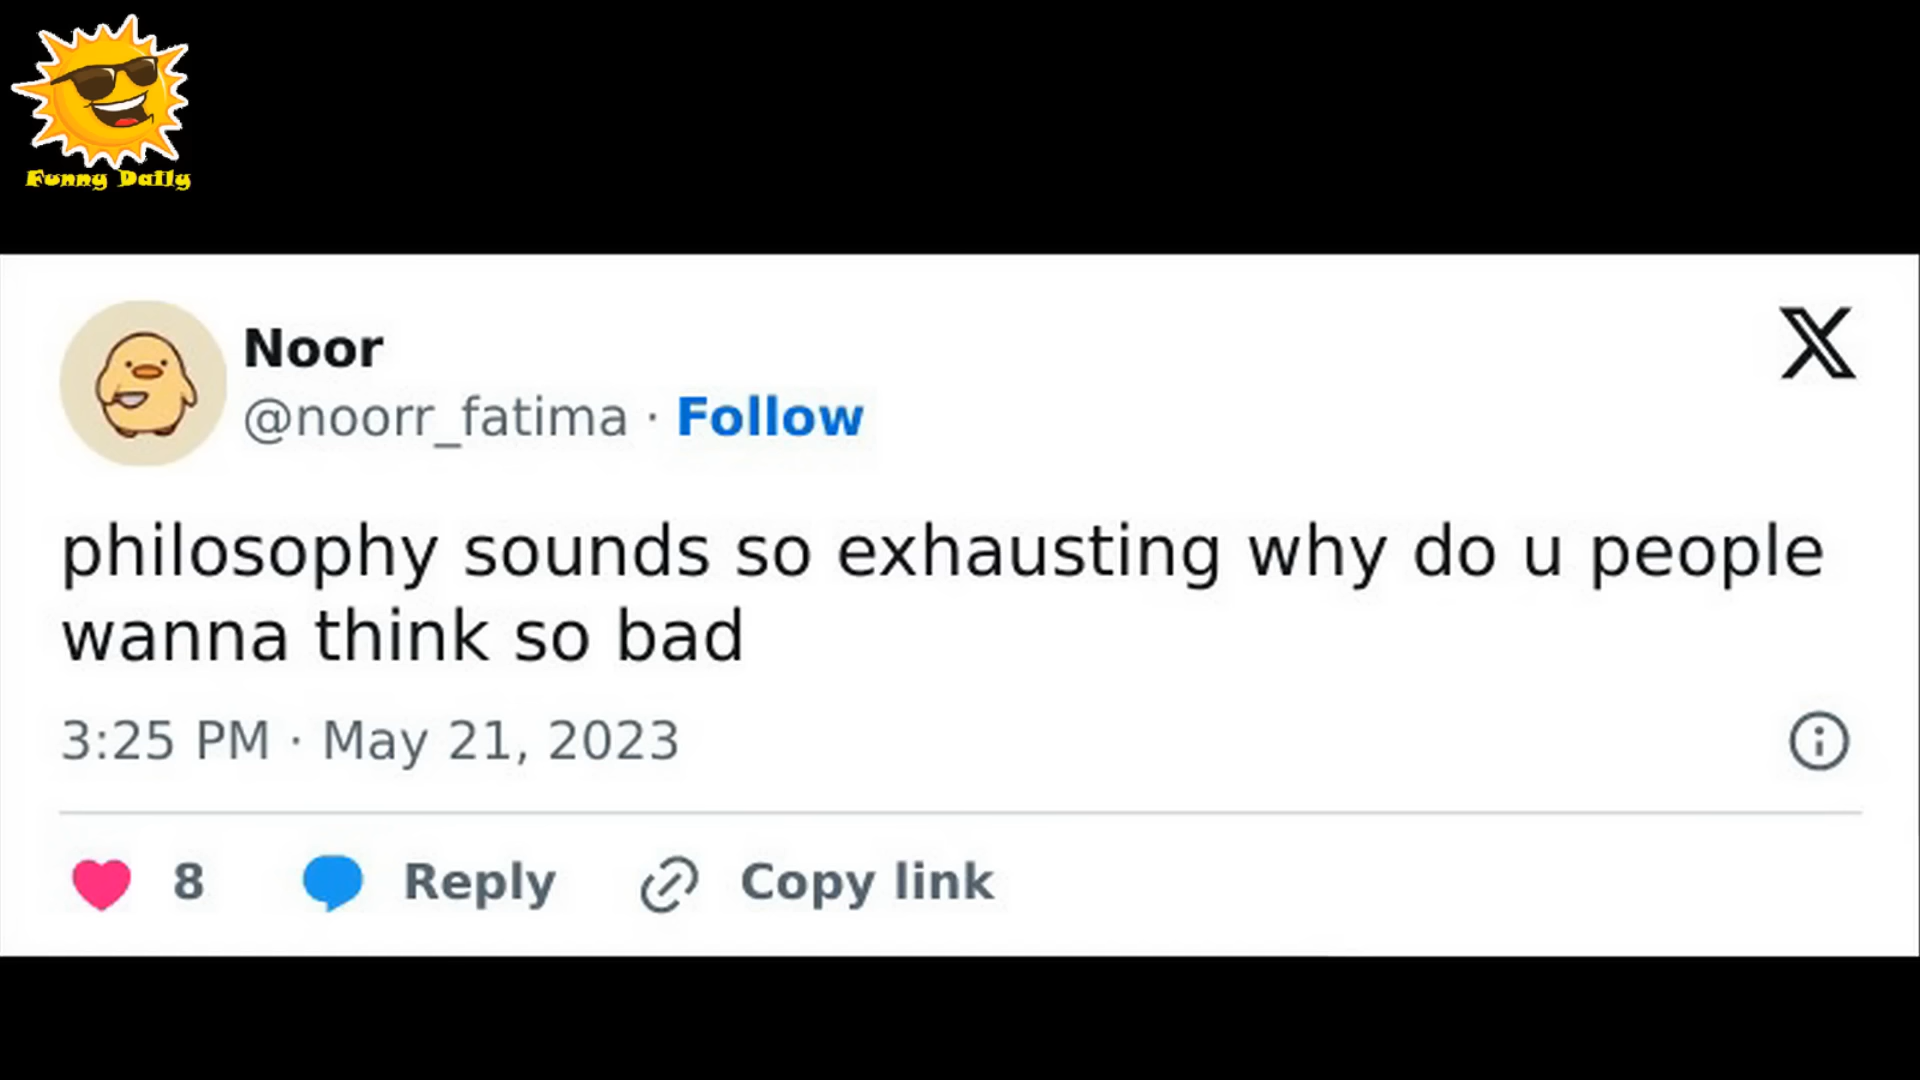 Funny Daily
Noor
@noorr_fatima · Follow
X
philosophy sounds so exhausting why do u people
wanna think so bad
3:25 PM · May 21, 2023
8 Reply Copy link